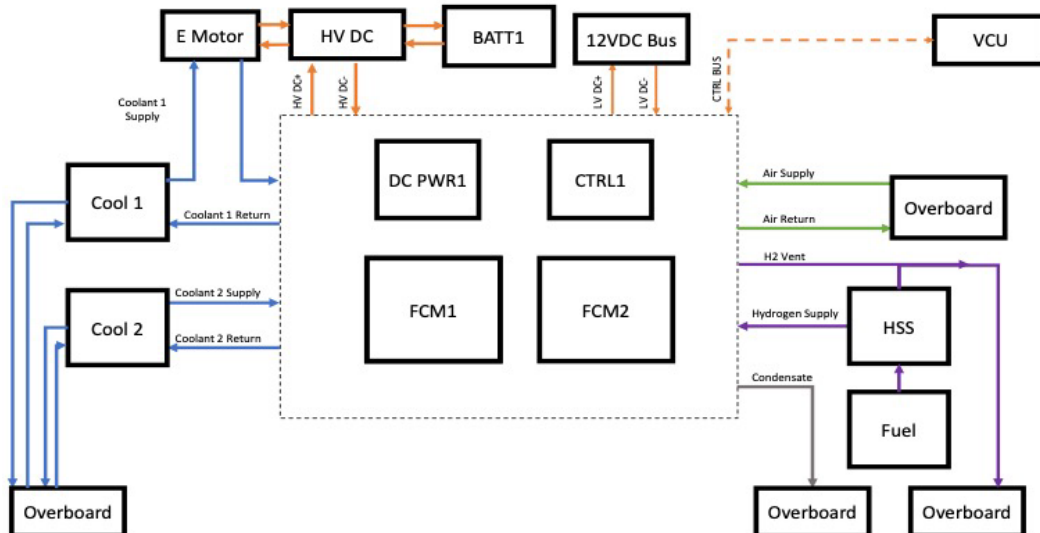 E Motor
HV DC
BATT1
12VDC Bus
VCU
HV DC+
HV DC-
LV DC+
LV DC-
CTRL BUS
Coolant 1
Supply
DC PWR1
CTRL1
Air Supply
Cool 1
Coolant 1 Return
Overboard
Air Return
H2 Vent
Coolant 2 Supply
FCM1
FCM2
Hydrogen Supply
HSS
Cool 2
Coolant 2 Return
Condensate
Fuel
Overboard
Overboard
Overboard